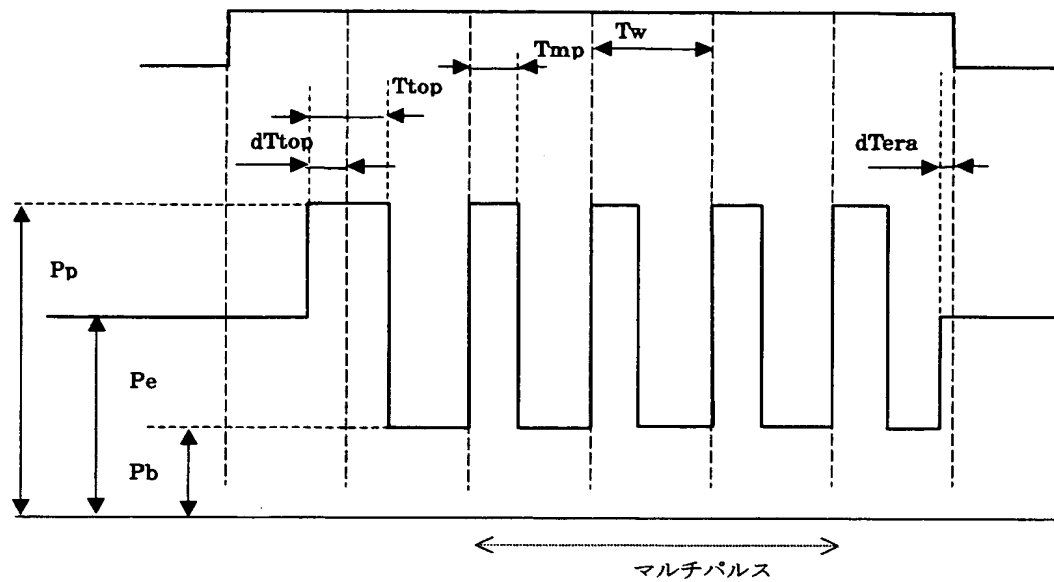 Tw
Tmp
Ttop
dTtop
dTera
Pp
Pe
Pb
マルチパルス